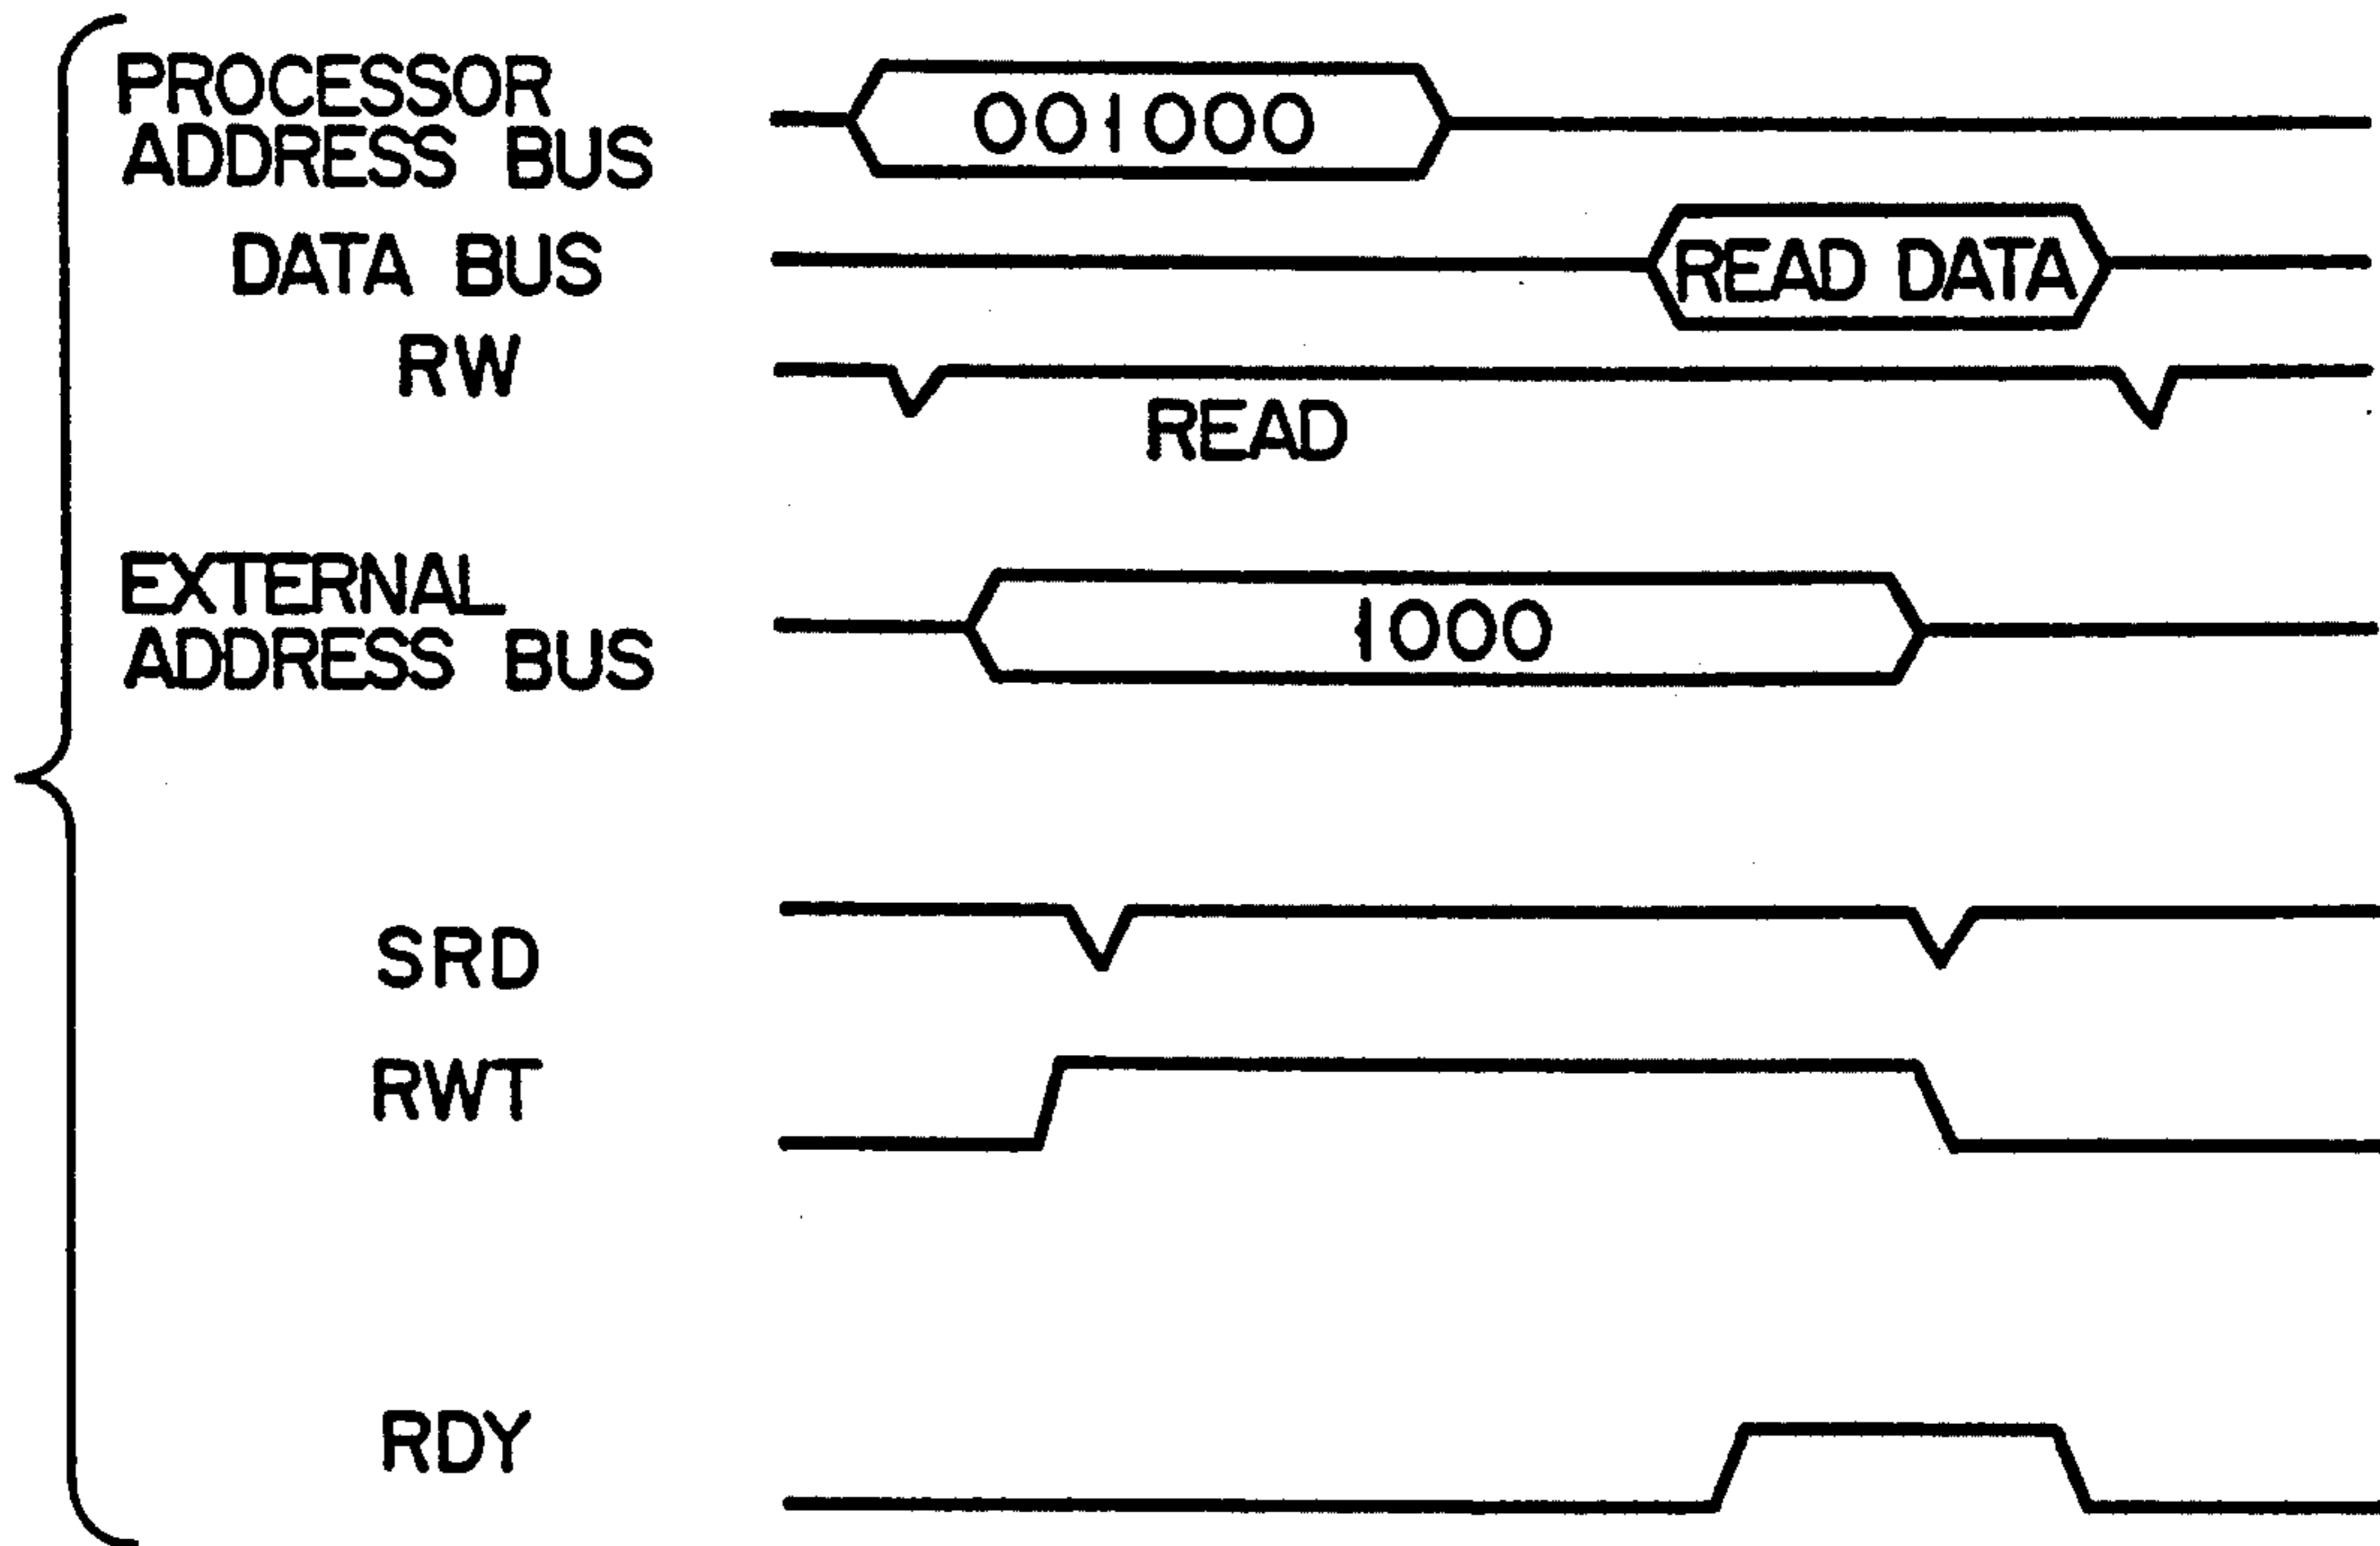 PROCESSOR
ADDRESS BUS
001000
DATA BUS
READ DATA
RW
READ
EXTERNAL
ADDRESS BUS
1000
SRD
RWT
RDY